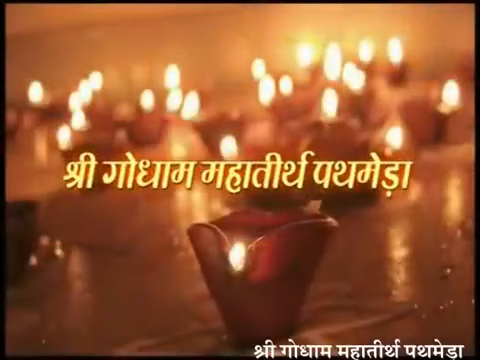 श्री गोधाम महातीर्थ पथमेड़ा
श्री गोधाम महातीर्थ पथमेडा